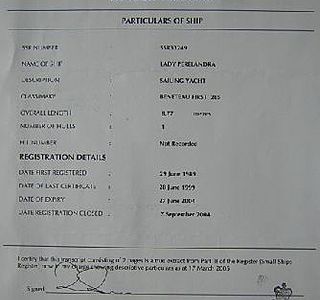 PARTICULARS OF SHIP
SSR NUMBER : SSR31249
NAME OF SHIP : LADY PERELANDRA
DESCRIPTION : SAILING YACHT
CLASS/MAKE : BENETEAU FIRST 285
OVERALL LENGTH : 8.77 metres
NUMBER OF HULLS : 1
HULL NUMBER : Not Recorded
REGISTRATION DETAILS
DATE FIRST REGISTERED : 29 June 1989
DATE OF LAST CERTIFICATE : 28 June 1999
DATE OF EXPIRY : 27 June 2004
DATE REGISTRATION CLOSED : 7 September 2004
I certify that this transcript consisting of 2 pages is a true extract from Part III of the Register (Small Ships
Register) now in my charge showing descriptive particulars as at 17 March 2005
Signed